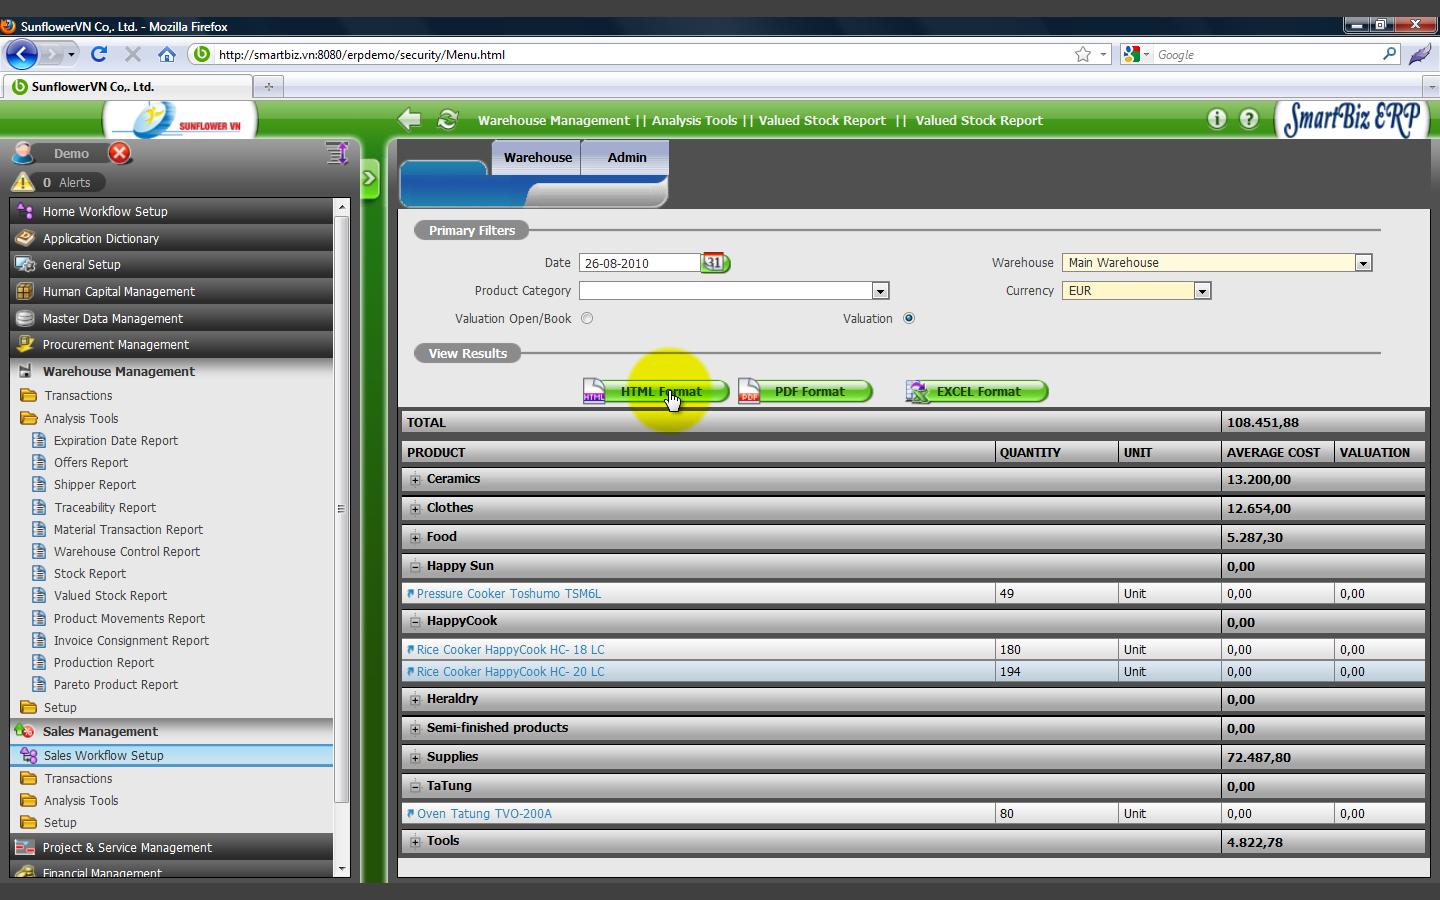 SunflowerVN Co,. Ltd. - Mozilla Firefox
http://smartbiz.vn:8080/erpdemo/security/Menu.html
Google
SunflowerVN Co,. Ltd.
SUNFLOWER VN
Warehouse Management || Analysis Tools || Valued Stock Report || Valued Stock Report
SmartBiz ERP
Demo
0 Alerts
Home Workflow Setup
Application Dictionary
General Setup
Human Capital Management
Master Data Management
Procurement Management
Warehouse Management
Transactions
Analysis Tools
Expiration Date Report
Offers Report
Shipper Report
Traceability Report
Material Transaction Report
Warehouse Control Report
Stock Report
Valued Stock Report
Product Movements Report
Invoice Consignment Report
Production Report
Pareto Product Report
Setup
Sales Management
Sales Workflow Setup
Transactions
Analysis Tools
Setup
Project & Service Management
Financial Management
Warehouse Admin
Primary Filters
Date 26-08-2010 31 Warehouse Main Warehouse
Product Category Currency EUR
Valuation Open/Book Valuation
View Results
HTML HTML Format PDF PDF Format EXCEL Format
TOTAL 108.451,88
PRODUCT QUANTITY UNIT AVERAGE COST VALUATION
Ceramics 13.200,00
Clothes 12.654,00
Food 5.287,30
Happy Sun 0,00
Pressure Cooker Toshumo TSM6L 49 Unit 0,00 0,00
HappyCook 0,00
Rice Cooker HappyCook HC- 18 LC 180 Unit 0,00 0,00
Rice Cooker HappyCook HC- 20 LC 194 Unit 0,00 0,00
Heraldry 0,00
Semi-finished products 0,00
Supplies 72.487,80
TaTung 0,00
Oven Tatung TVO-200A 80 Unit 0,00 0,00
Tools 4.822,78